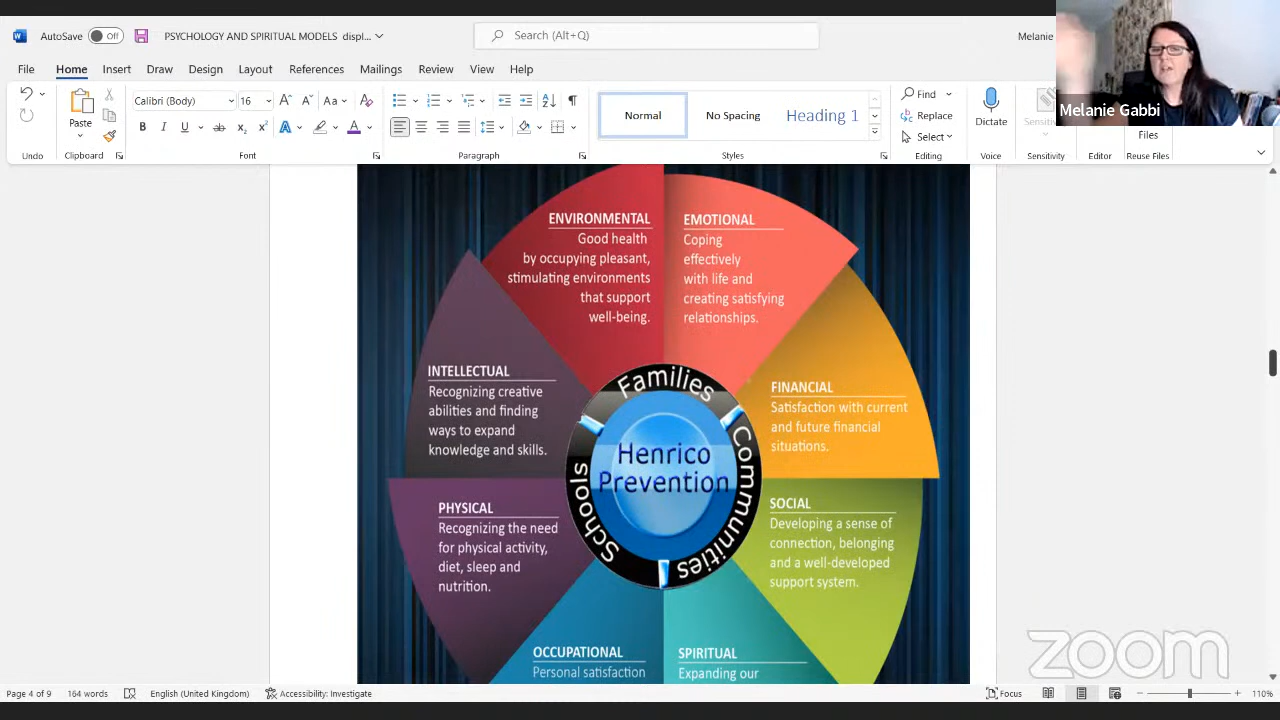 AutoSave
Off
PSYCHOLOGY AND SPIRITUAL MODELS displ...
Search (Alt+Q)
Melanie
Melanie Gabbi
File
Home
Insert
Draw
Design
Layout
References
Mailings
Review
View
Help
Paste
Calibri (Body)
16
Aa
Normal
No Spacing
Heading 1
Find
Replace
Select
Dictate
Sensitivity
Files
Undo
Clipboard
Font
Paragraph
Styles
Editing
Voice
Sensitivity
Editor
Reuse Files
ENVIRONMENTAL
Good health
by occupying pleasant,
stimulating environments
that support
well-being.
EMOTIONAL
Coping
effectively
with life and
creating satisfying
relationships.
INTELLECTUAL
Recognizing creative
abilities and finding
ways to expand
knowledge and skills.
FINANCIAL
Satisfaction with current
and future financial
situations.
Families
Communities
Schools
Henrico
Prevention
PHYSICAL
Recognizing the need
for physical activity,
diet, sleep and
nutrition.
SOCIAL
Developing a sense of
connection, belonging
and a well-developed
support system.
OCCUPATIONAL
Personal satisfaction
SPIRITUAL
Expanding our
zoom
Page 4 of 9
164 words
English (United Kingdom)
Accessibility: Investigate
Focus
110%